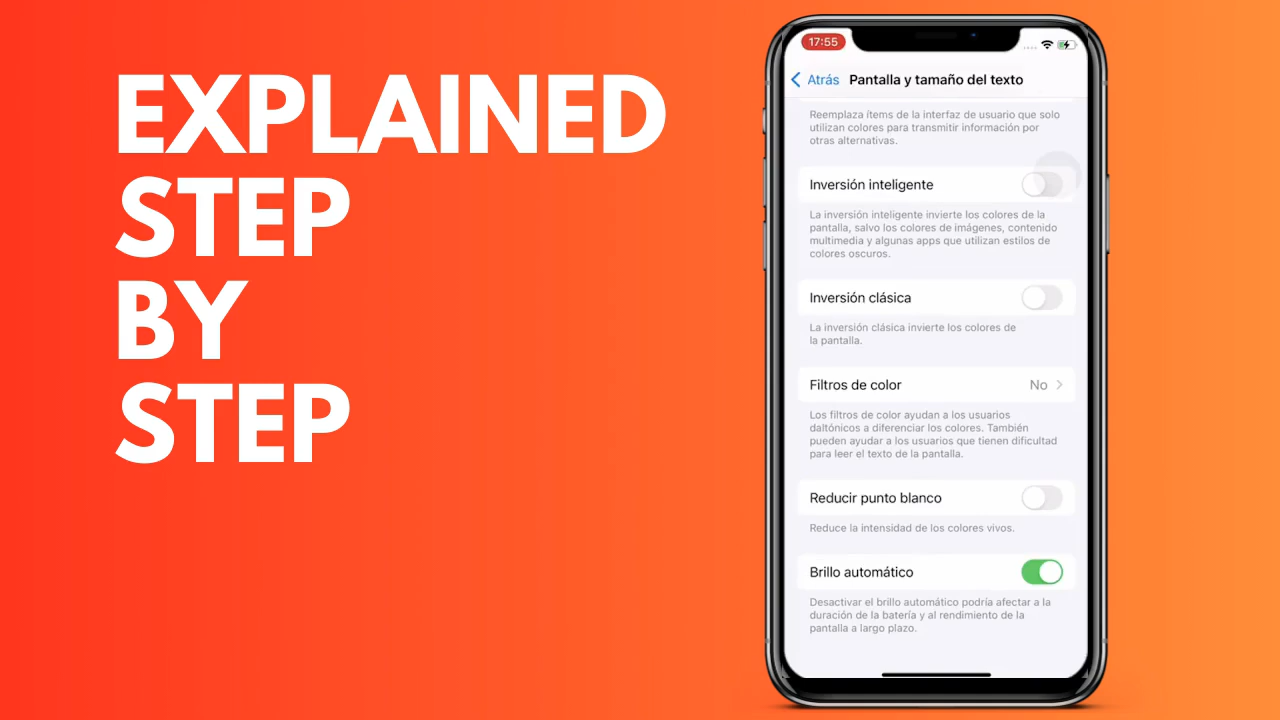 EXPLAINED
STEP
BY
STEP
17:55
Atrás Pantalla y tamaño del texto
Reemplaza ítems de la interfaz de usuario que solo
utilizan colores para transmitir información por
otras alternativas.
Inversión inteligente
La inversión inteligente invierte los colores de la
pantalla, salvo los colores de imágenes, contenido
multimedia y algunas apps que utilizan estilos de
colores oscuros.
Inversión clásica
La inversión clásica invierte los colores de
la pantalla.
Filtros de color No
Los filtros de color ayudan a los usuarios
daltónicos a diferenciar los colores. También
pueden ayudar a los usuarios que tienen dificultad
para leer el texto de la pantalla.
Reducir punto blanco
Reduce la intensidad de los colores vivos.
Brillo automático
Desactivar el brillo automático podría afectar a la
duración de la batería y al rendimiento de la
pantalla a largo plazo.